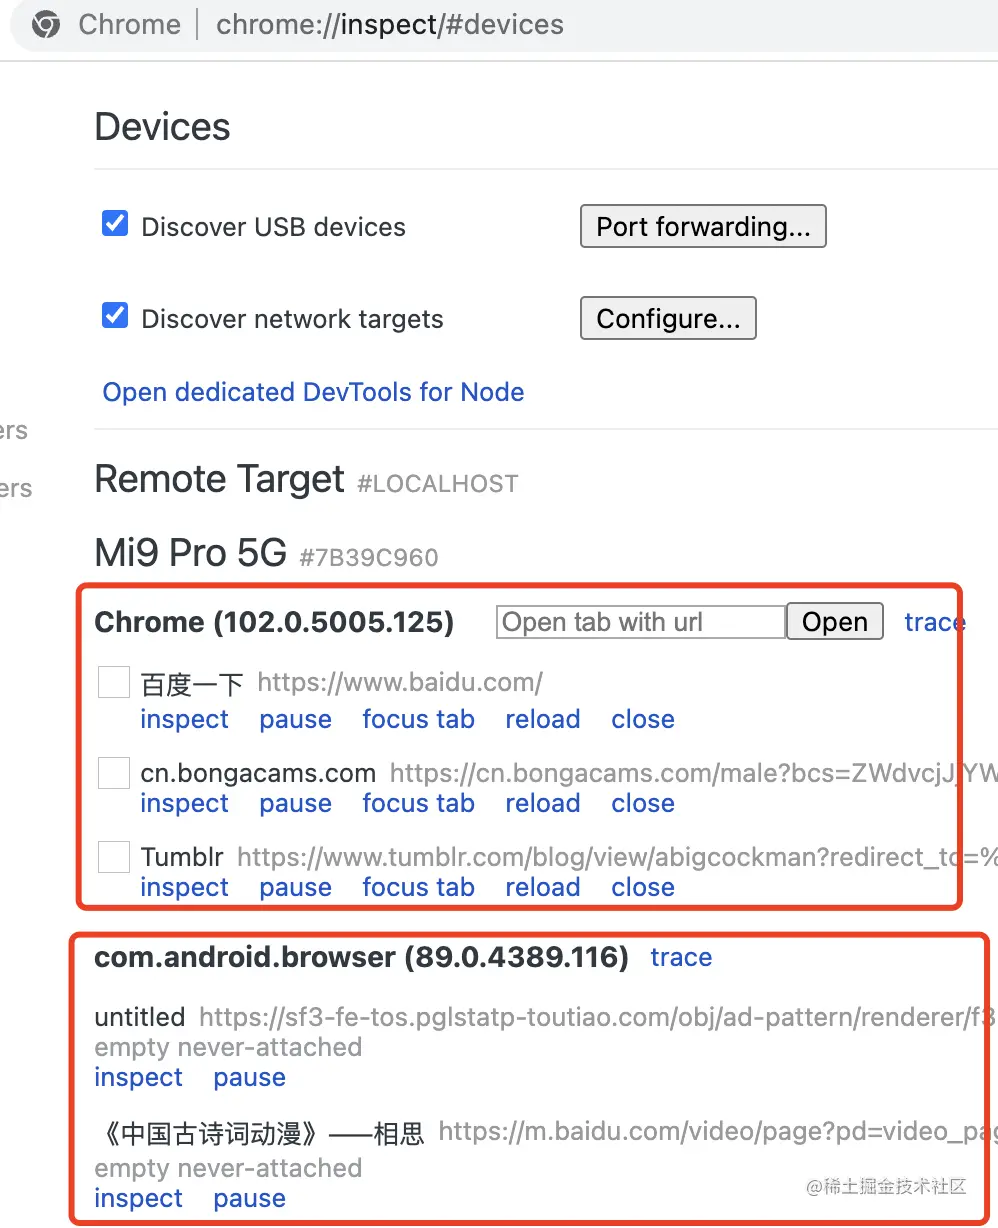 Chrome | chrome://inspect/#devices
Devices
Discover USB devices Port forwarding...
Discover network targets Configure...
Open dedicated DevTools for Node
ers
Remote Target #LOCALHOST
ers
Mi9 Pro 5G #7B39C960
Chrome (102.0.5005.125) Open tab with url Open trace
百度一下 https://www.baidu.com/
inspect pause focus tab reload close
cn.bongacams.com https://cn.bongacams.com/male?bcs=ZWdvcjJjYW
inspect pause focus tab reload close
Tumblr https://www.tumblr.com/blog/view/abigcockman?redirect_to=%
inspect pause focus tab reload close
com.android.browser (89.0.4389.116) trace
untitled https://sf3-fe-tos.pglstatp-toutiao.com/obj/ad-pattern/renderer/f3
empty never-attached
inspect pause
《中国古诗词动漫》——相思 https://m.baidu.com/video/page?pd=video_pag
empty never-attached
inspect pause
@稀土掘金技术社区